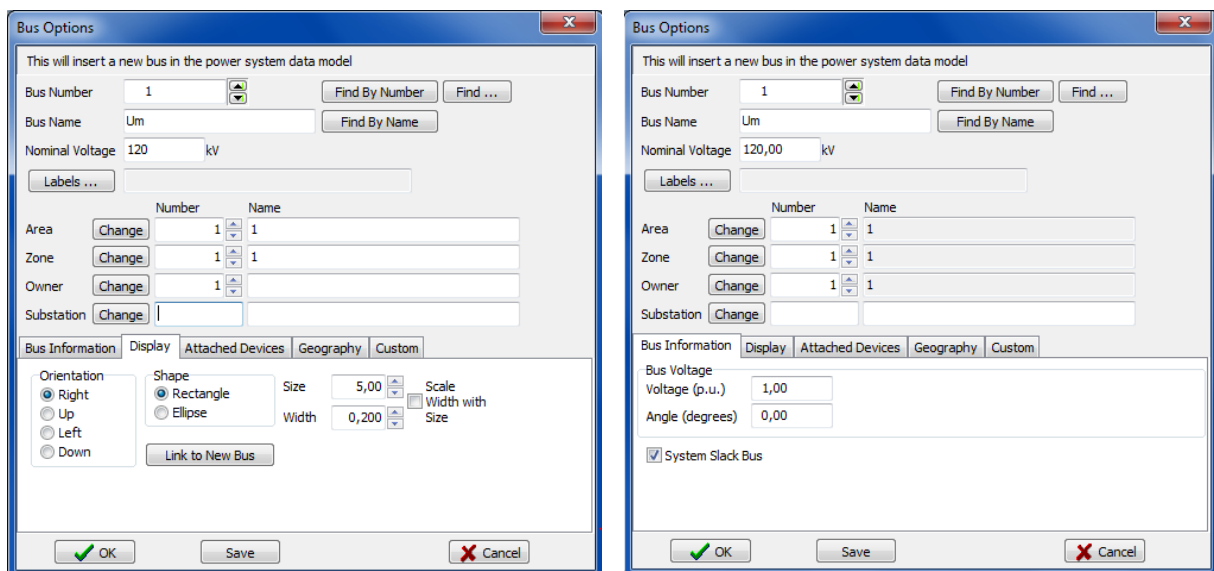 Bus Options
This will insert a new bus in the power system data model
Bus Number 1 Find By Number Find ...
Bus Name Um Find By Name
Nominal Voltage 120 kV
Labels ...
Number Name
Area Change 1 1
Zone Change 1 1
Owner Change 1
Substation Change
Bus Information Display Attached Devices Geography Custom
Orientation
Right
Up
Left
Down
Shape
Rectangle
Ellipse
Link to New Bus
Size 5,00
Width 0,200
Scale
Width with
Size
OK Save Cancel
Bus Options
This will insert a new bus in the power system data model
Bus Number 1 Find By Number Find ...
Bus Name Um Find By Name
Nominal Voltage 120,00 kV
Labels ...
Number Name
Area Change 1 1
Zone Change 1 1
Owner Change 1 1
Substation Change
Bus Information Display Attached Devices Geography Custom
Bus Voltage
Voltage (p.u.) 1,00
Angle (degrees) 0,00
System Slack Bus
OK Save Cancel